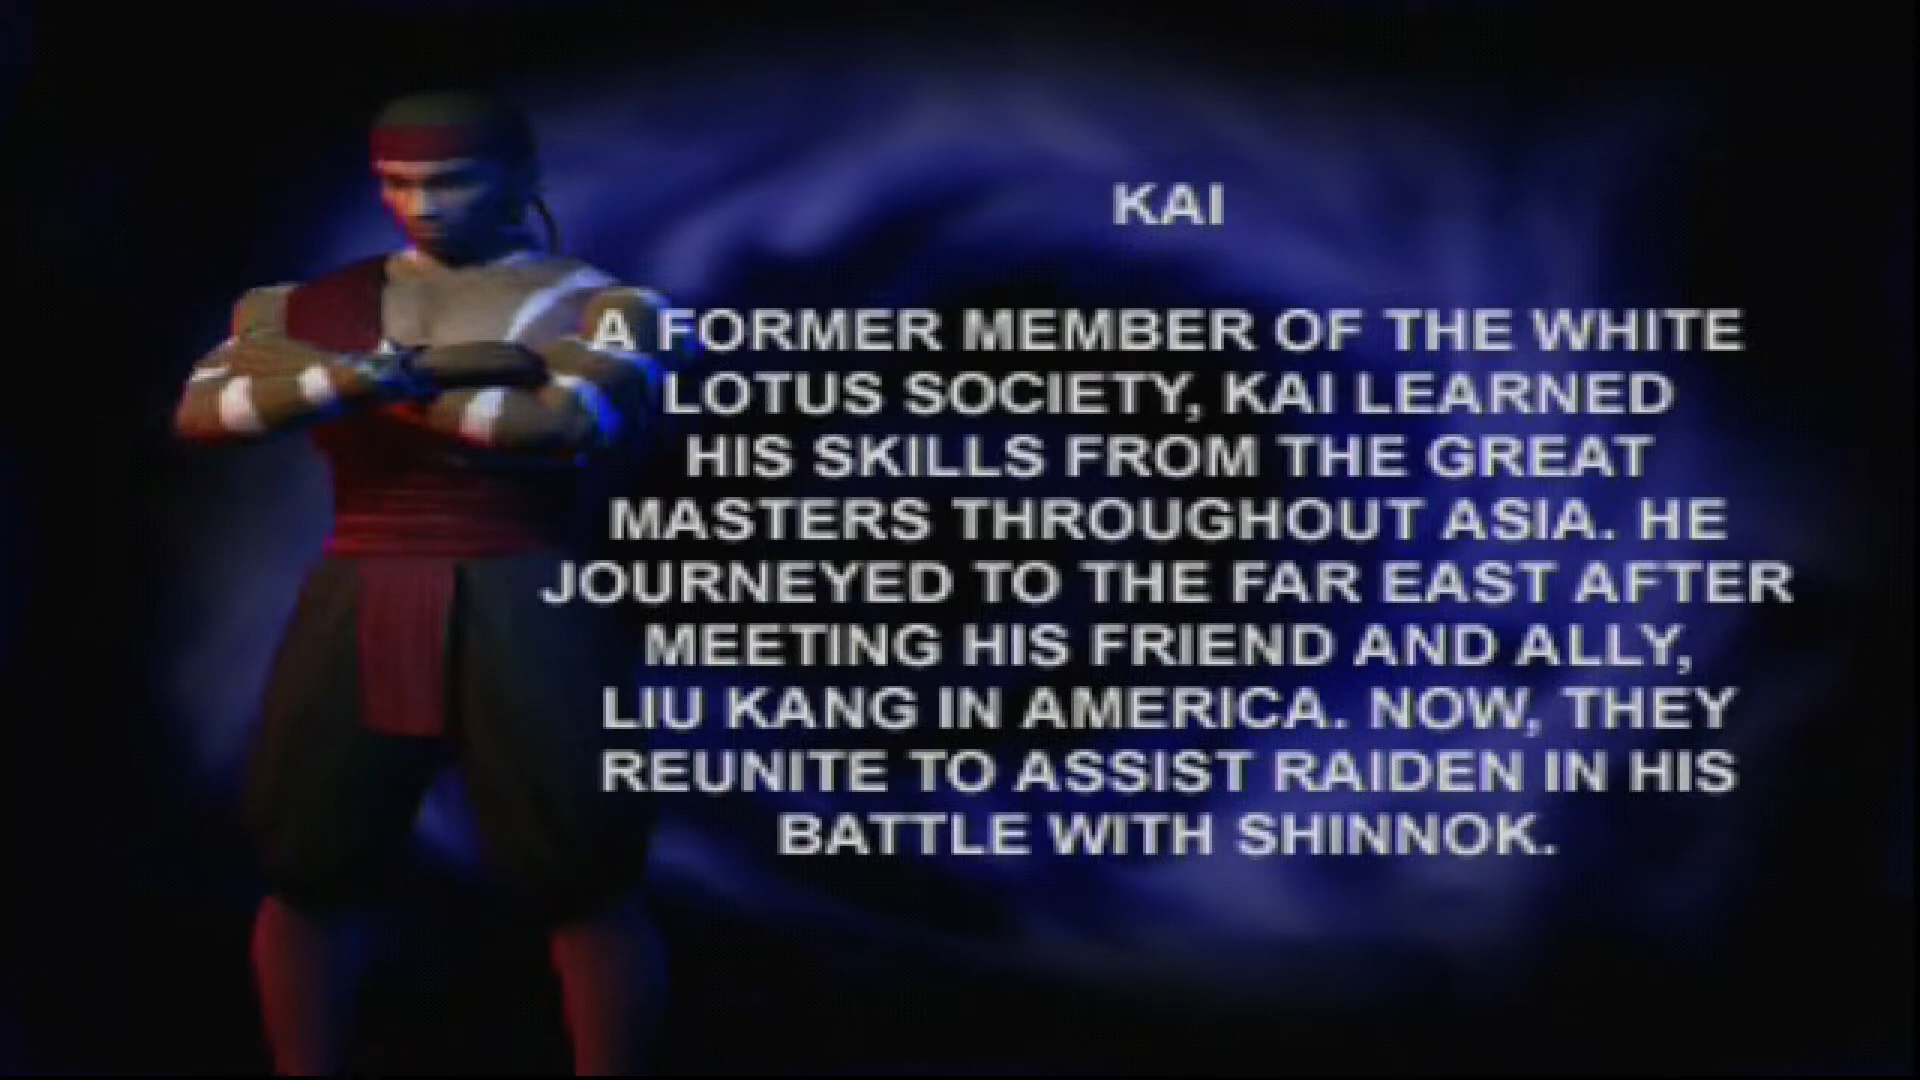 KAI
A FORMER MEMBER OF THE WHITE
LOTUS SOCIETY, KAI LEARNED
HIS SKILLS FROM THE GREAT
MASTERS THROUGHOUT ASIA. HE
JOURNEYED TO THE FAR EAST AFTER
MEETING HIS FRIEND AND ALLY,
LIU KANG IN AMERICA. NOW, THEY
REUNITE TO ASSIST RAIDEN IN HIS
BATTLE WITH SHINNOK.